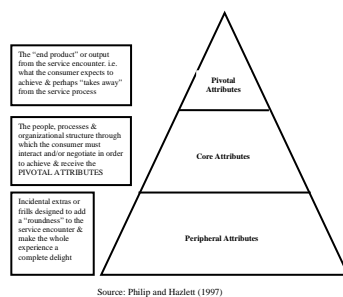 The "end product" or output
from the service encounter. i.e.
what the consumer expects to
achieve & perhaps "takes away"
from the service process
Pivotal
Attributes
The people, processes &
organizational structure through
which the consumer must
interact and/or negotiate in order
to achieve & receive the
PIVOTAL ATTRIBUTES
Core Attributes
Incidental extras or
frills designed to add
a "roundness" to the
service encounter &
make the whole
experience a
complete delight
Peripheral Attributes
Source: Philip and Hazlett (1997)